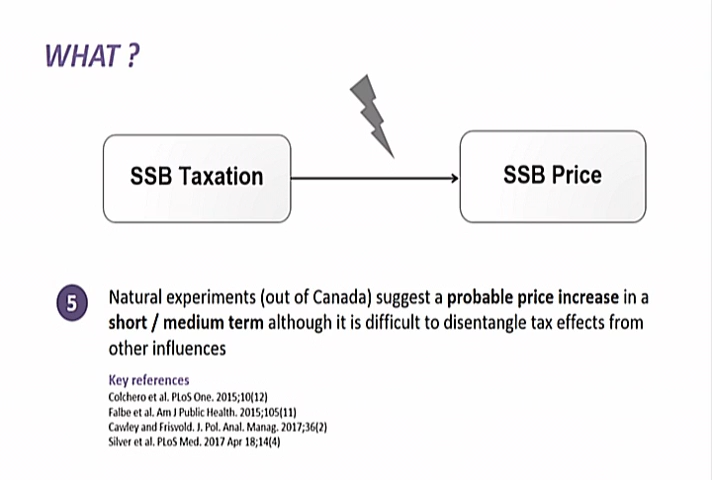 WHAT ?
SSB Taxation
SSB Price
5
Natural experiments (out of Canada) suggest a probable price increase in a
short / medium term although it is difficult to disentangle tax effects from
other influences
Key references
Colchero et al. PLoS One. 2015;10(12)
Falbe et al. Am J Public Health. 2015;105(11)
Cawley and Frisvold. J. Pol. Anal. Manag. 2017;36(2)
Silver et al. PLoS Med. 2017 Apr 18;14(4)